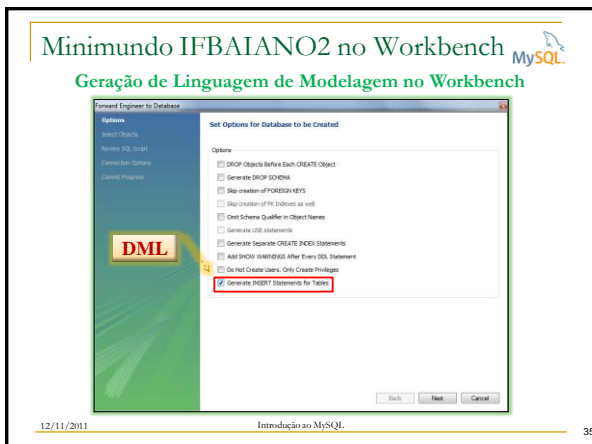 Minimundo IFBAIANO2 no Workbench
MySQL
Geração de Linguagem de Modelagem no Workbench
Forward Engineer to Database
Options
Select Objects
Review SQL Script
Connection Options
Commit Progress
Set Options for Database to be Created
Options
DROP Objects Before Each CREATE Object
Generate DROP SCHEMA
Skip creation of FOREIGN KEYS
Skip creation of FK Indexes as well
Omit Schema Qualifier in Object Names
Generate USE statements
Generate Separate CREATE INDEX Statements
Add SHOW WARNINGS After Every DDL Statement
Do Not Create Users. Only Create Privileges
Generate INSERT Statements for Tables
DML
Back
Next
Cancel
12/11/2011
Introdução ao MySQL
35